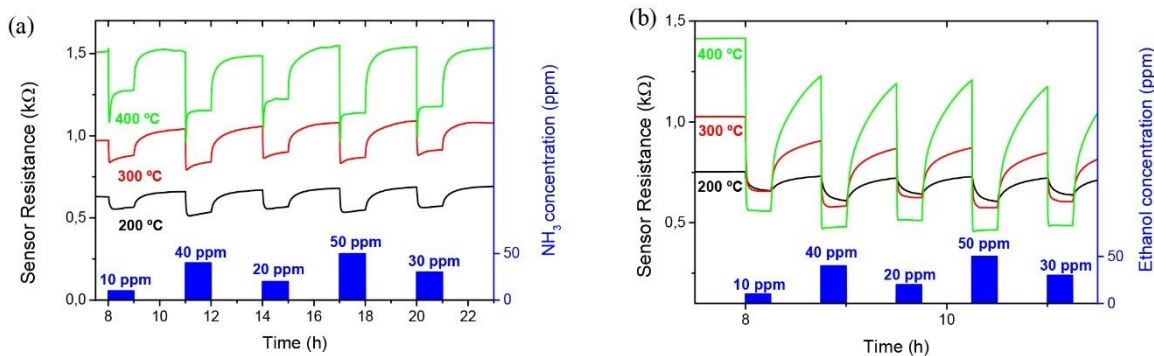 (a)
Sensor Resistance (kΩ)
1,5
1,0
0,5
0,0
400 ºC
300 ºC
200 ºC
10 ppm
40 ppm
20 ppm
50 ppm
30 ppm
8 10 12 14 16 18 20 22
Time (h)
50
0
NH₃ concentration (ppm)
(b)
Sensor Resistance (kΩ)
1,5
1,0
0,5
400 ºC
300 ºC
200 ºC
10 ppm
40 ppm
20 ppm
50 ppm
30 ppm
8 10
Time (h)
50
0
Ethanol concentration (ppm)